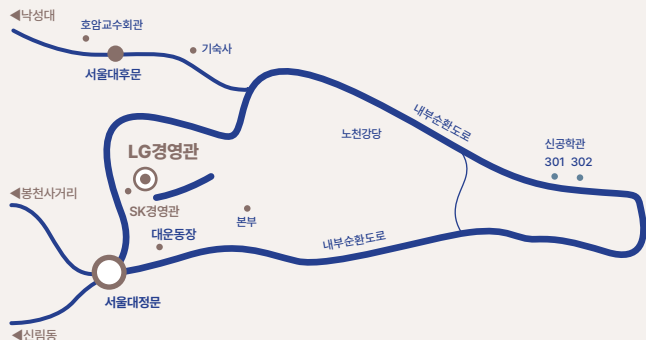 ◀낙성대
호암교수회관
기숙사
서울대후문
내부순환도로
노천강당
신공학관
301 302
LG경영관
◀봉천사거리
SK경영관
본부
대운동장
내부순환도로
서울대정문
◀신림동